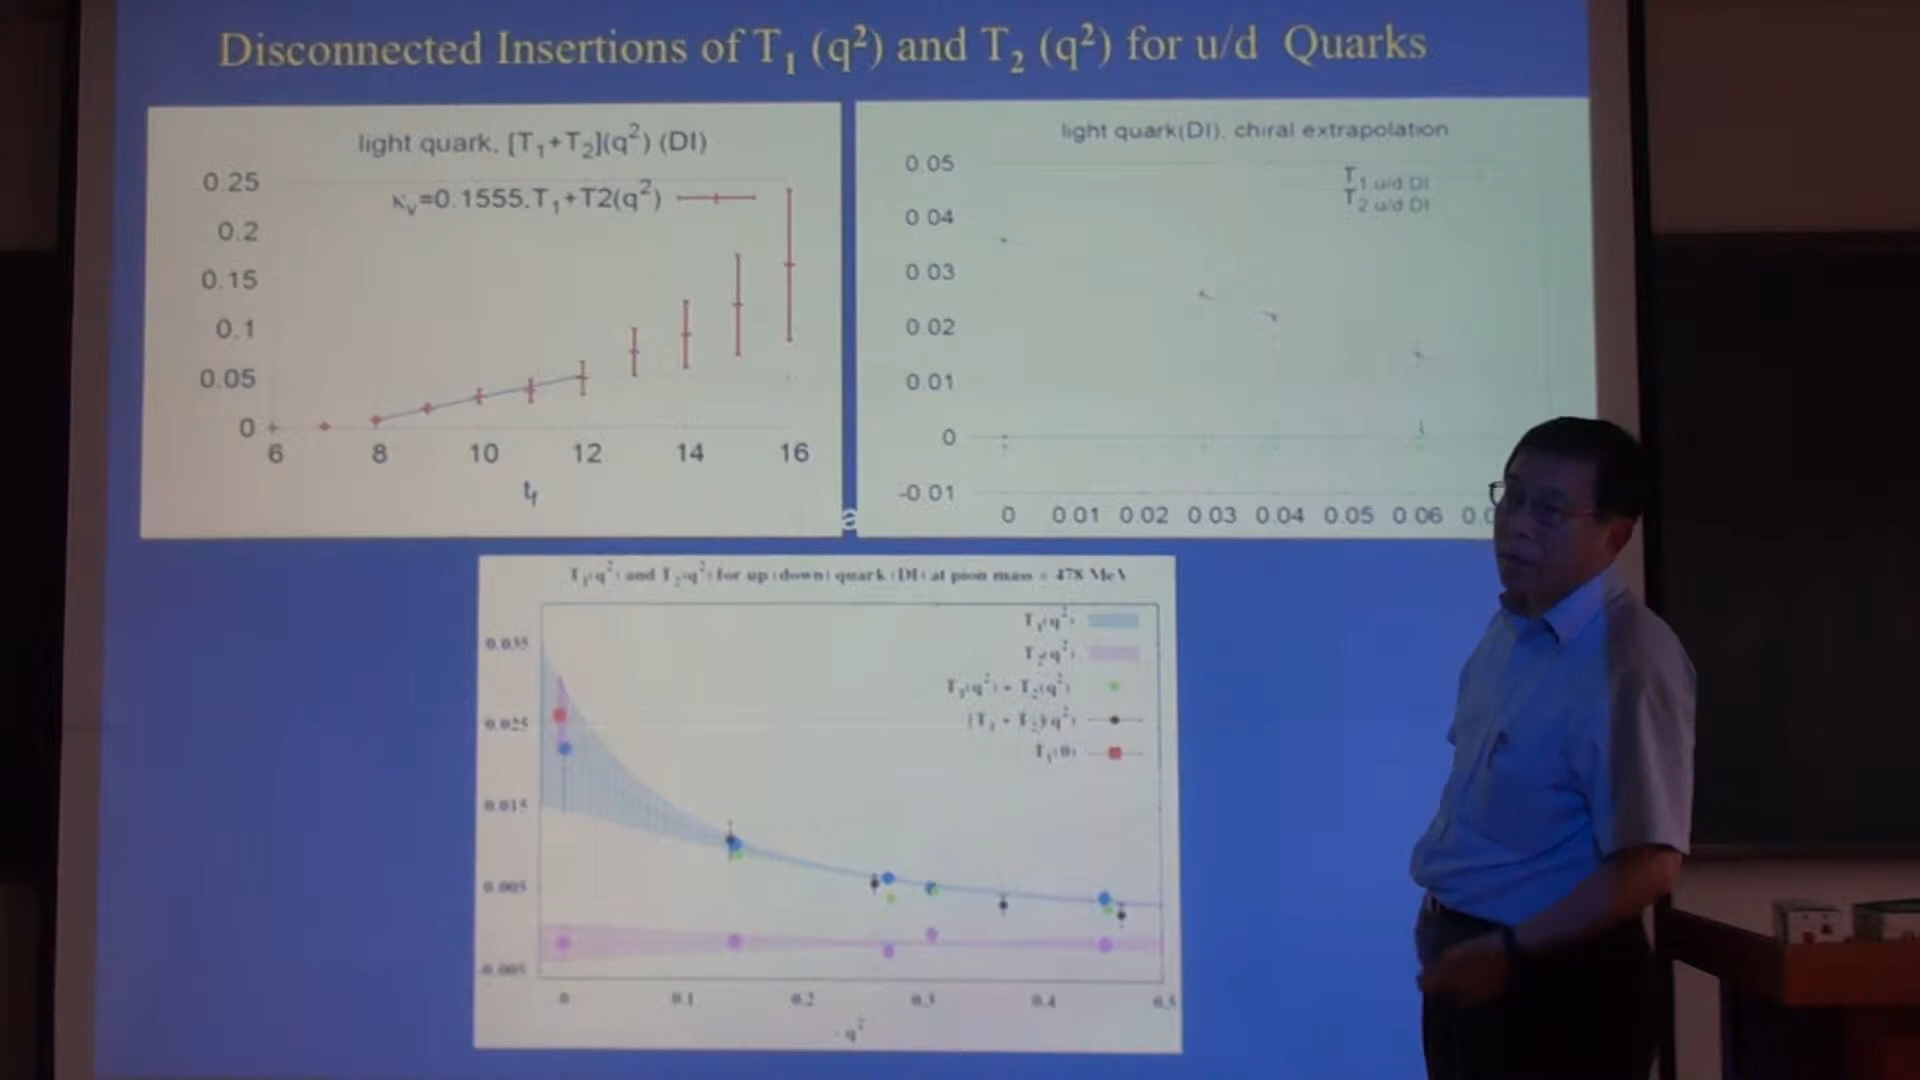 Disconnected Insertions of T₁ (q²) and T₂ (q²) for u/d Quarks
light quark, [T₁+T₂](q²) (DI)
κᵥ=0.1555,T₁+T2(q²)
0.25
0.2
0.15
0.1
0.05
0
6 8 10 12 14 16
t_f
light quark(DI), chiral extrapolation
T₁ u/d DI
T₂ u/d DI
0.05
0.04
0.03
0.02
0.01
0
-0.01
0 0.01 0.02 0.03 0.04 0.05 0.06
a
T₁(q²) and T₂(q²) for up (down) quark (DI) at pion mass = 478 MeV
T₁(q²)
T₂(q²)
T₁(q²) + T₂(q²)
[T₁ + T₂](q²)
T₁(0)
0.035
0.025
0.015
0.005
-0.005
0 0.1 0.2 0.3 0.4 0.5
- q²